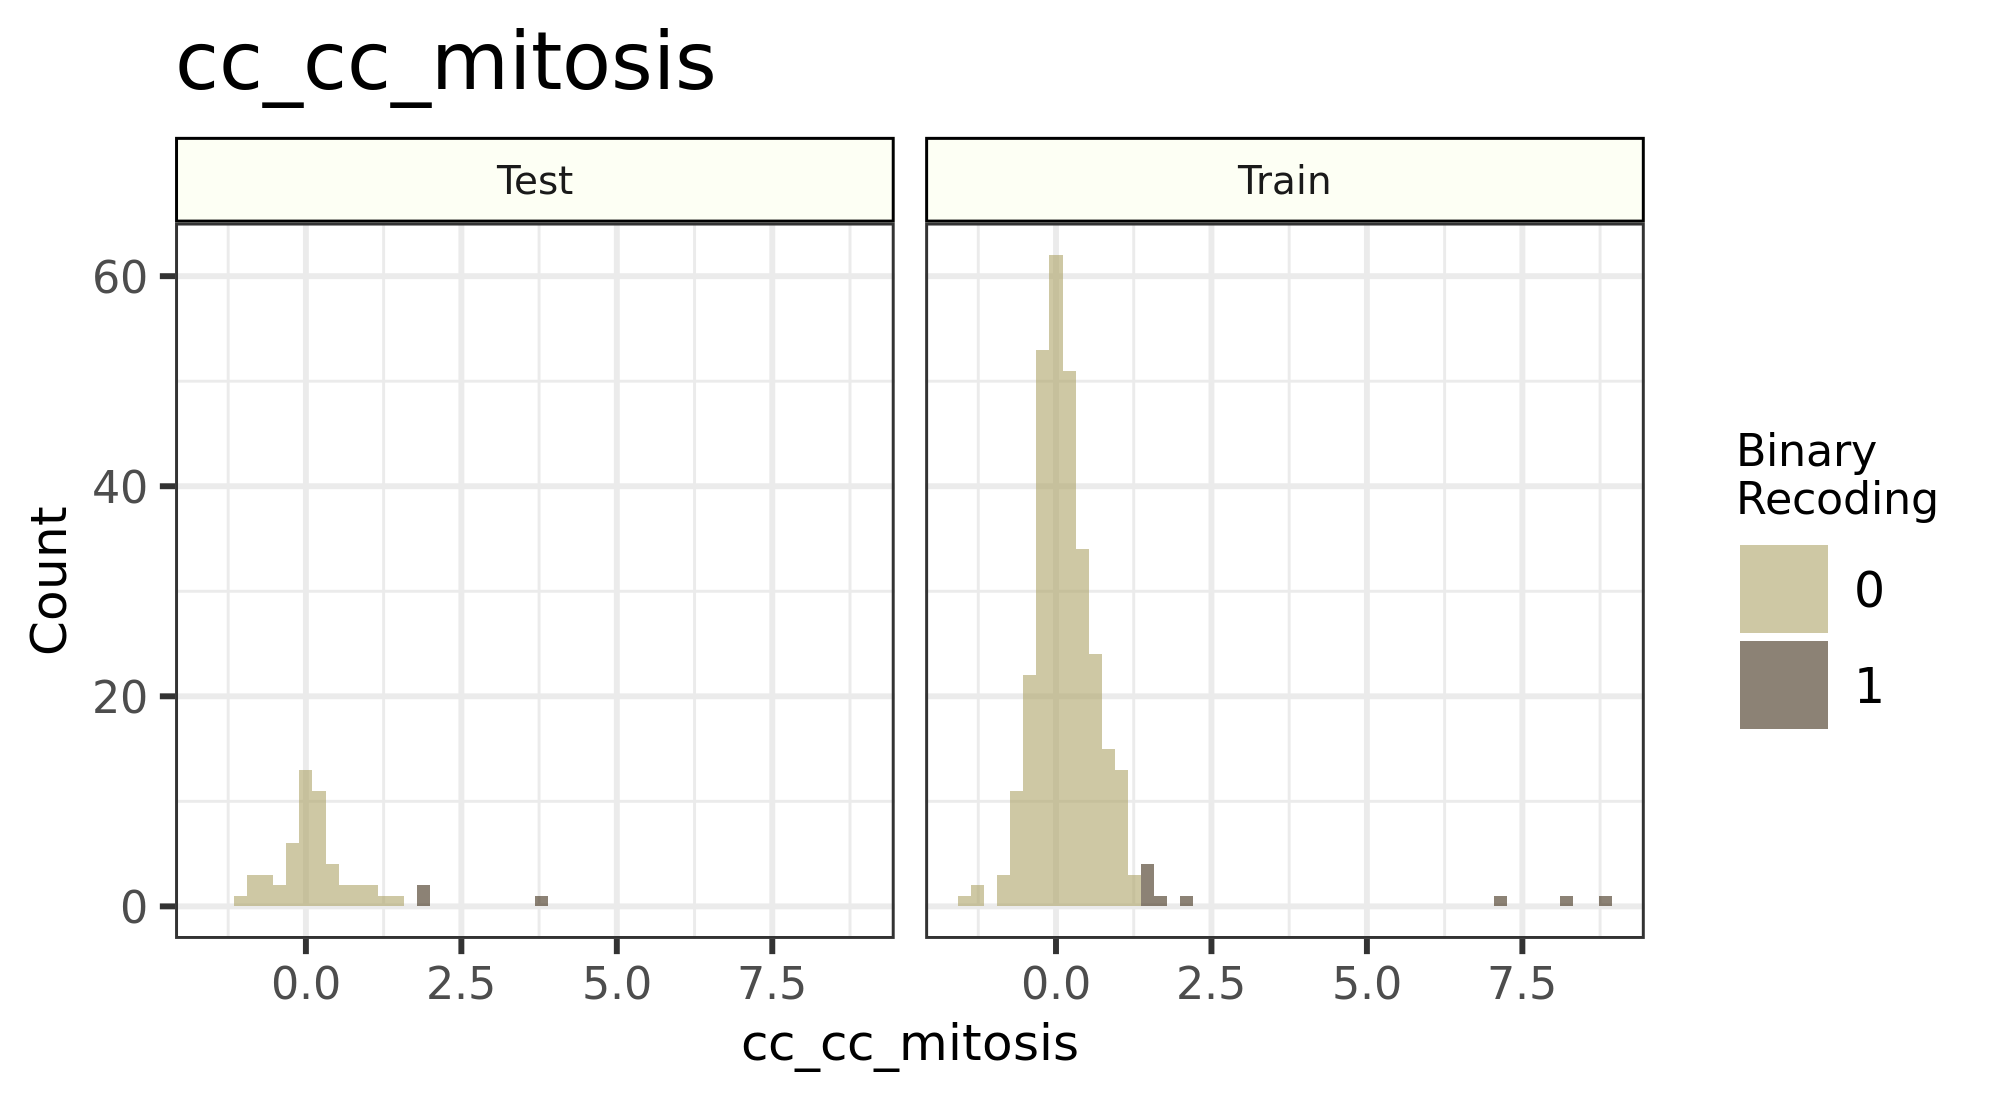 cc_cc_mitosis
Test
Train
60
40
20
0
Count
0.0 2.5 5.0 7.5
0.0 2.5 5.0 7.5
cc_cc_mitosis
Binary
Recoding
0
1